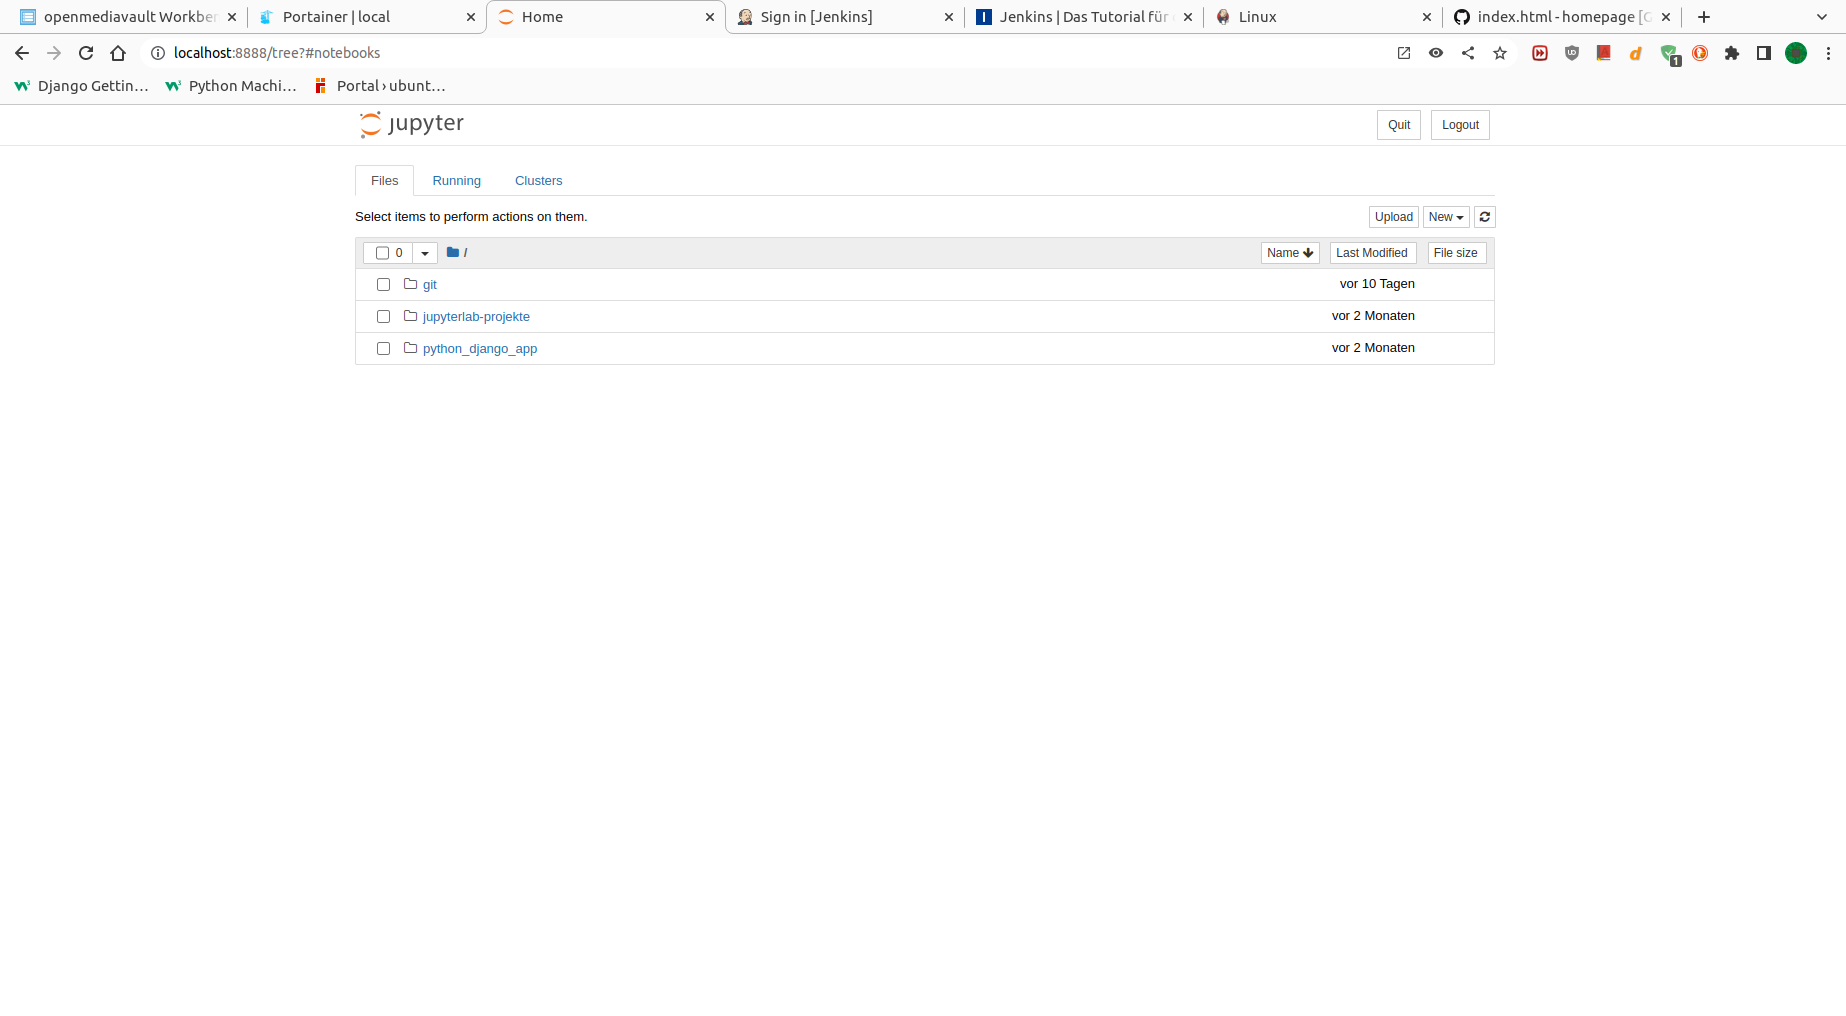 openmediavault Workben
Portainer | local
Home
Sign in [Jenkins]
Jenkins | Das Tutorial für
Linux
index.html - homepage [G
localhost:8888/tree?#notebooks
1
Django Gettin…
Python Machi…
Portal › ubunt…
jupyter
Quit
Logout
Files
Running
Clusters
Select items to perform actions on them.
Upload
New
0
/
Name
Last Modified
File size
git
vor 10 Tagen
jupyterlab-projekte
vor 2 Monaten
python_django_app
vor 2 Monaten